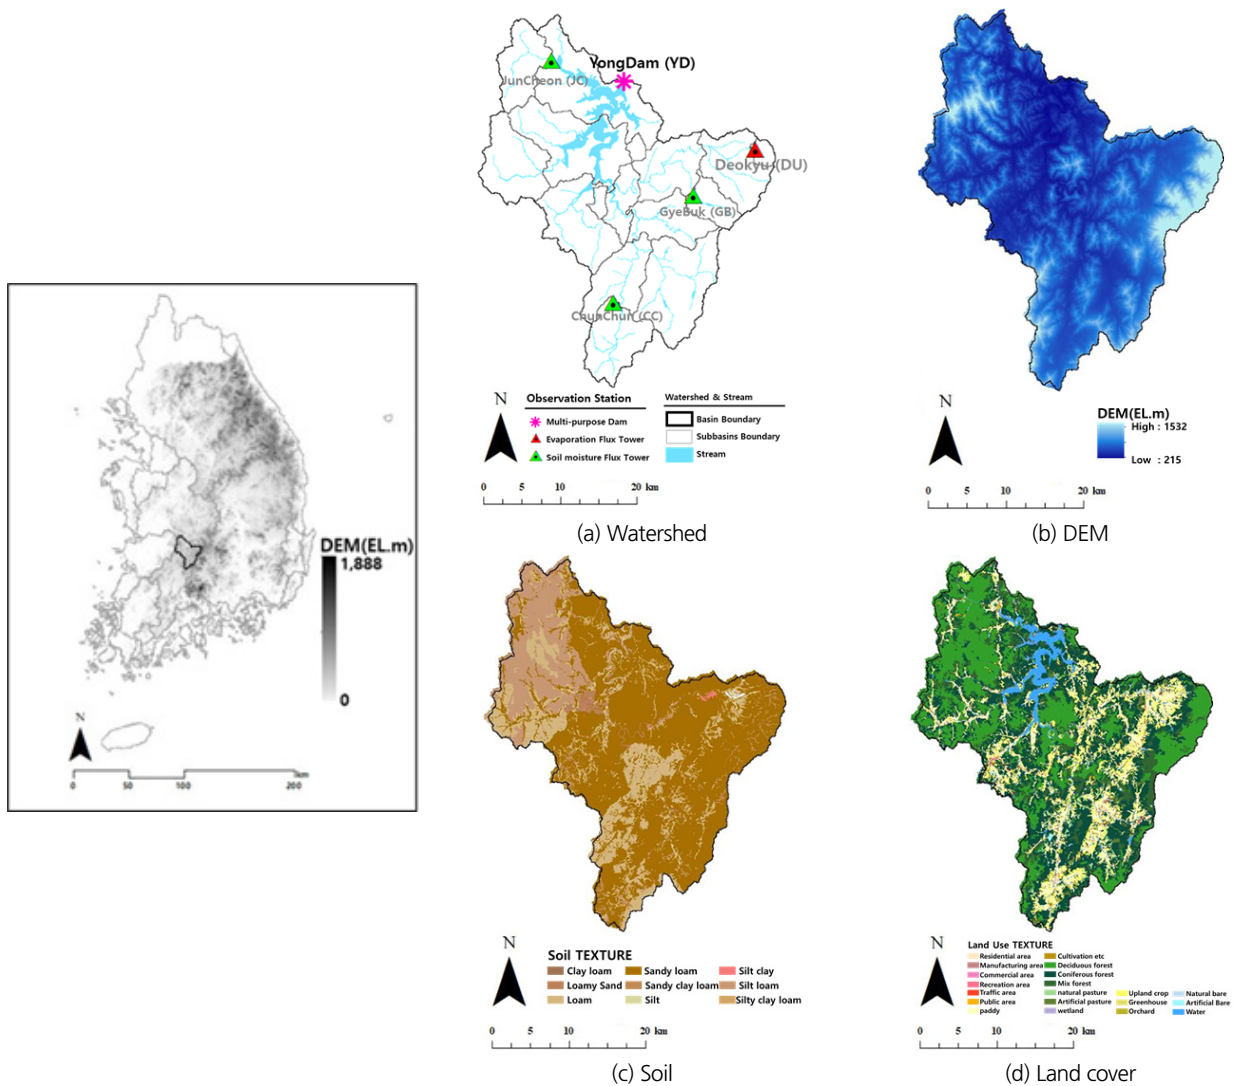 YongDam (YD)
JunCheon (JC)
Deokyu (DU)
GyeBuk (GB)
ChunChun (CC)
N
Observation Station
Multi-purpose Dam
Evaporation Flux Tower
Soil moisture Flux Tower
Watershed & Stream
Basin Boundary
Subbasins Boundary
Stream
0 5 10 20 km
(a) Watershed
N
DEM(EL.m)
High : 1532
Low : 215
0 5 10 20 km
(b) DEM
DEM(EL.m)
1,888
0
N
0 50 100 200
N
Soil TEXTURE
Clay loam Sandy loam Silt clay
Loamy Sand Sandy clay loam Silt loam
Loam Silt Silty clay loam
0 5 10 20 km
(c) Soil
N
Land Use TEXTURE
Residential area Cultivation etc
Manufacturing area Deciduous forest
Commercial area Coniferous forest
Recreation area Mix forest
Traffic area natural pasture Upland crop Natural bare
Public area Artificial pasture Greenhouse Artificial Bare
paddy wetland Orchard Water
0 5 10 20 km
(d) Land cover